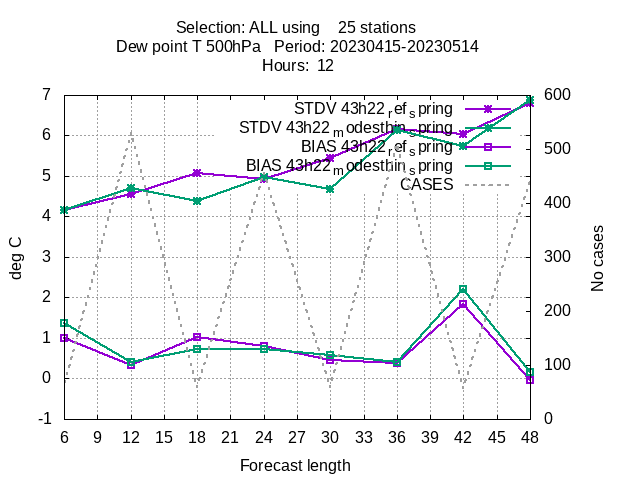 Selection: ALL using    25 stations
Dew point T 500hPa   Period: 20230415-20230514
Hours:  12
STDV 43h22_ref_spring
STDV 43h22_modesthin_spring
BIAS 43h22_ref_spring
BIAS 43h22_modesthin_spring
CASES
7
6
5
4
3
2
1
0
-1
deg C
600
500
400
300
200
100
0
No cases
6 9 12 15 18 21 24 27 30 33 36 39 42 45 48
Forecast length